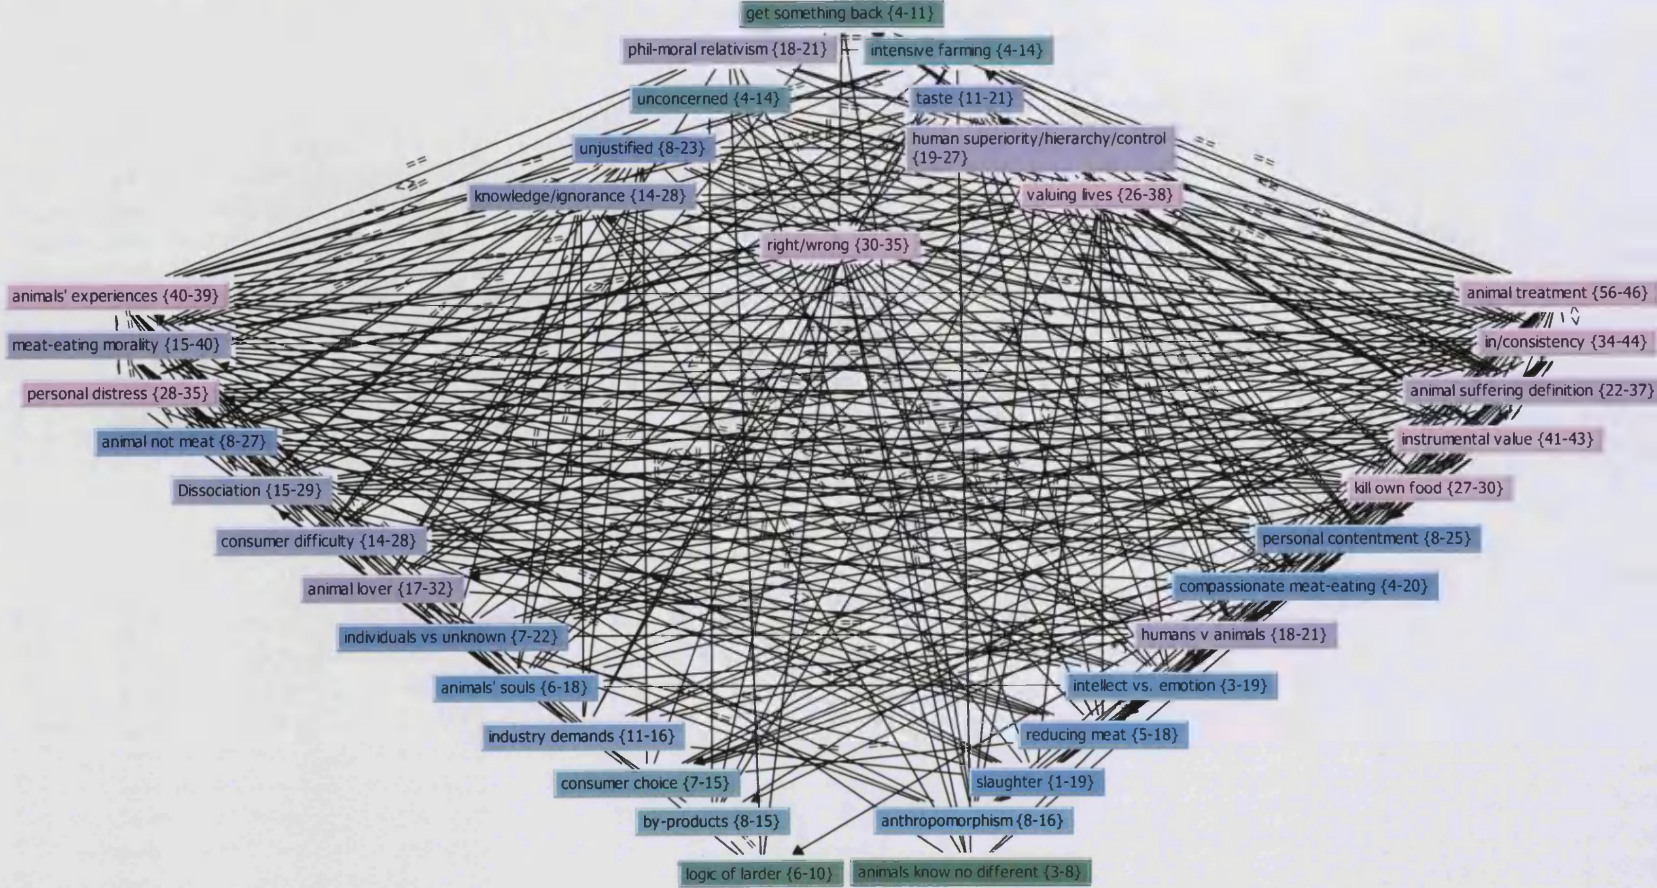 get something back {4-11}
phil-moral relativism {18-21}
intensive farming {4-14}
unconcerned {4-14}
taste {11-21}
unjustified {8-23}
human superiority/hierarchy/control
{19-27}
knowledge/ignorance {14-28}
valuing lives {26-38}
right/wrong {30-35}
animals' experiences {40-39}
animal treatment {56-46}
meat-eating morality {15-40}
in/consistency {34-44}
personal distress {28-35}
animal suffering definition {22-37}
animal not meat {8-27}
instrumental value {41-43}
Dissociation {15-29}
kill own food {27-30}
consumer difficulty {14-28}
personal contentment {8-25}
animal lover {17-32}
compassionate meat-eating {4-20}
individuals vs unknown {7-22}
humans v animals {18-21}
animals' souls {6-18}
intellect vs. emotion {3-19}
industry demands {11-16}
reducing meat {5-18}
consumer choice {7-15}
slaughter {1-19}
by-products {8-15}
anthropomorphism {8-16}
logic of larder {6-10}
animals know no different {3-8}